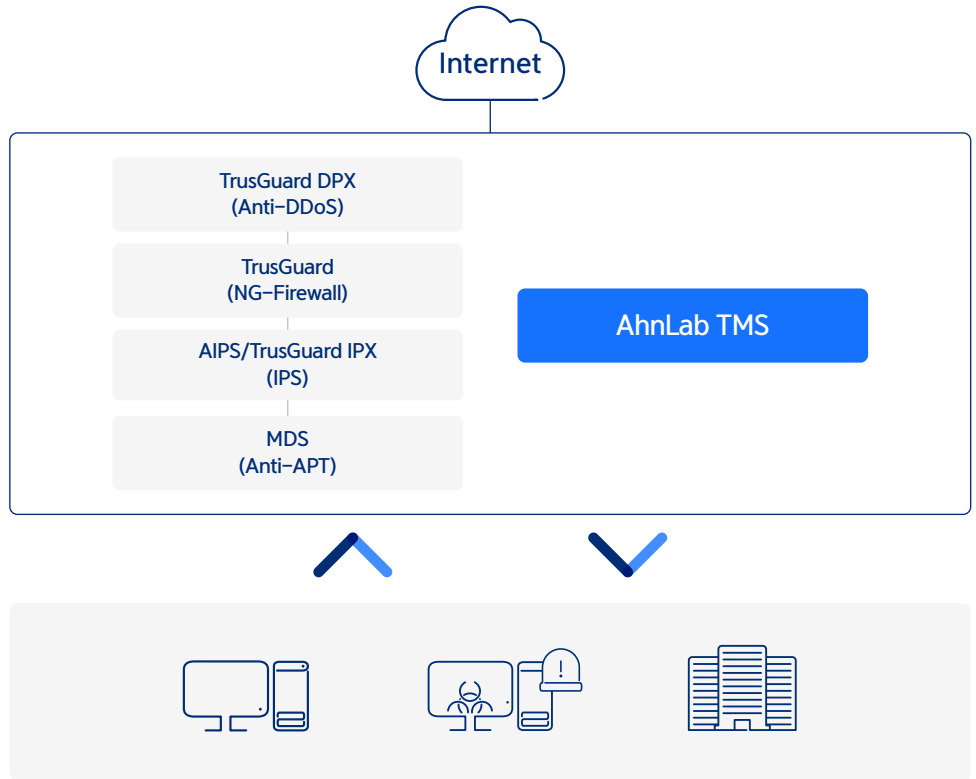 Internet
TrusGuard DPX
(Anti-DDoS)
TrusGuard
(NG-Firewall)
AIPS/TrusGuard IPX
(IPS)
MDS
(Anti-APT)
AhnLab TMS
!